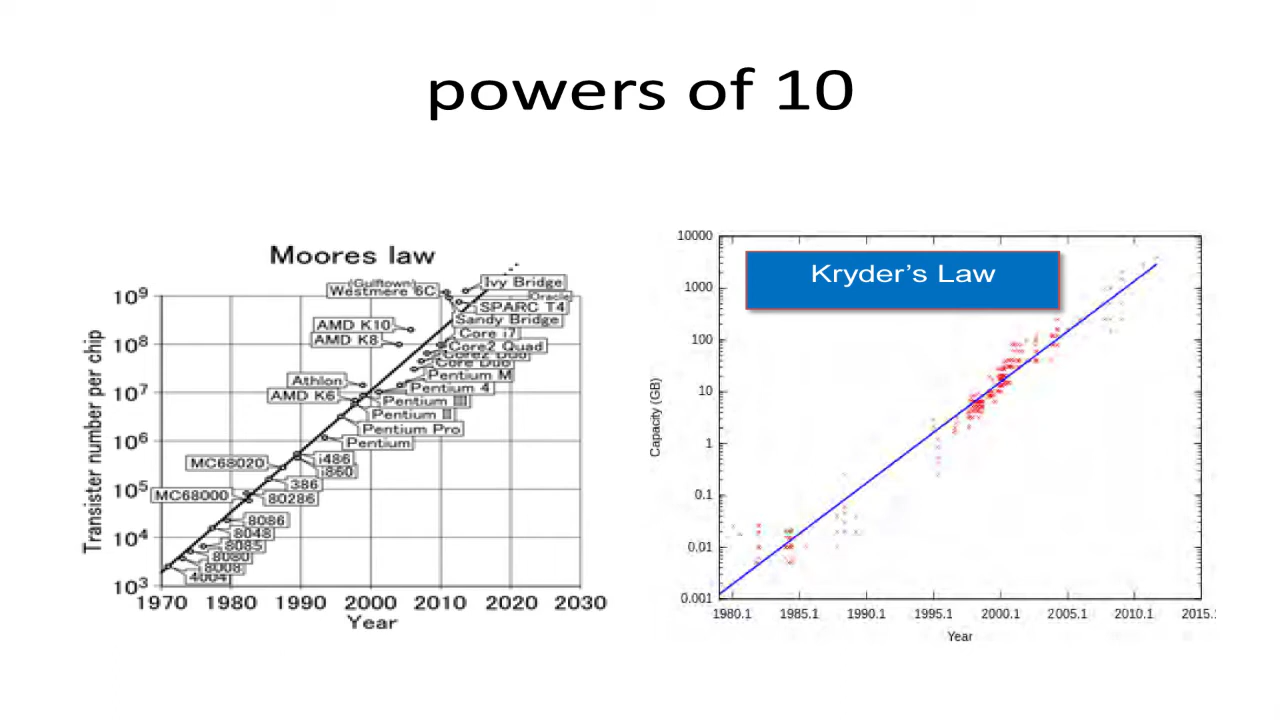 powers of 10
Moores law
(Gulftown)
Westmere 6C
Ivy Bridge
(Oracle)
SPARC T4
Sandy Bridge
AMD K10
Core i7
AMD K8
Core2 Quad
Core2 Duo
Core Duo
Pentium M
Athlon
Pentium 4
AMD K6
Pentium III
Pentium II
Pentium Pro
Pentium
MC68020
i486
i860
386
MC68000
80286
8086
8048
8085
8080
8008
4004
Transister number per chip
10⁹
10⁸
10⁷
10⁶
10⁵
10⁴
10³
1970 1980 1990 2000 2010 2020 2030
Year
Kryder’s Law
Capacity (GB)
10000
1000
100
10
1
0.1
0.01
0.001
1980.1 1985.1 1990.1 1995.1 2000.1 2005.1 2010.1 2015.
Year